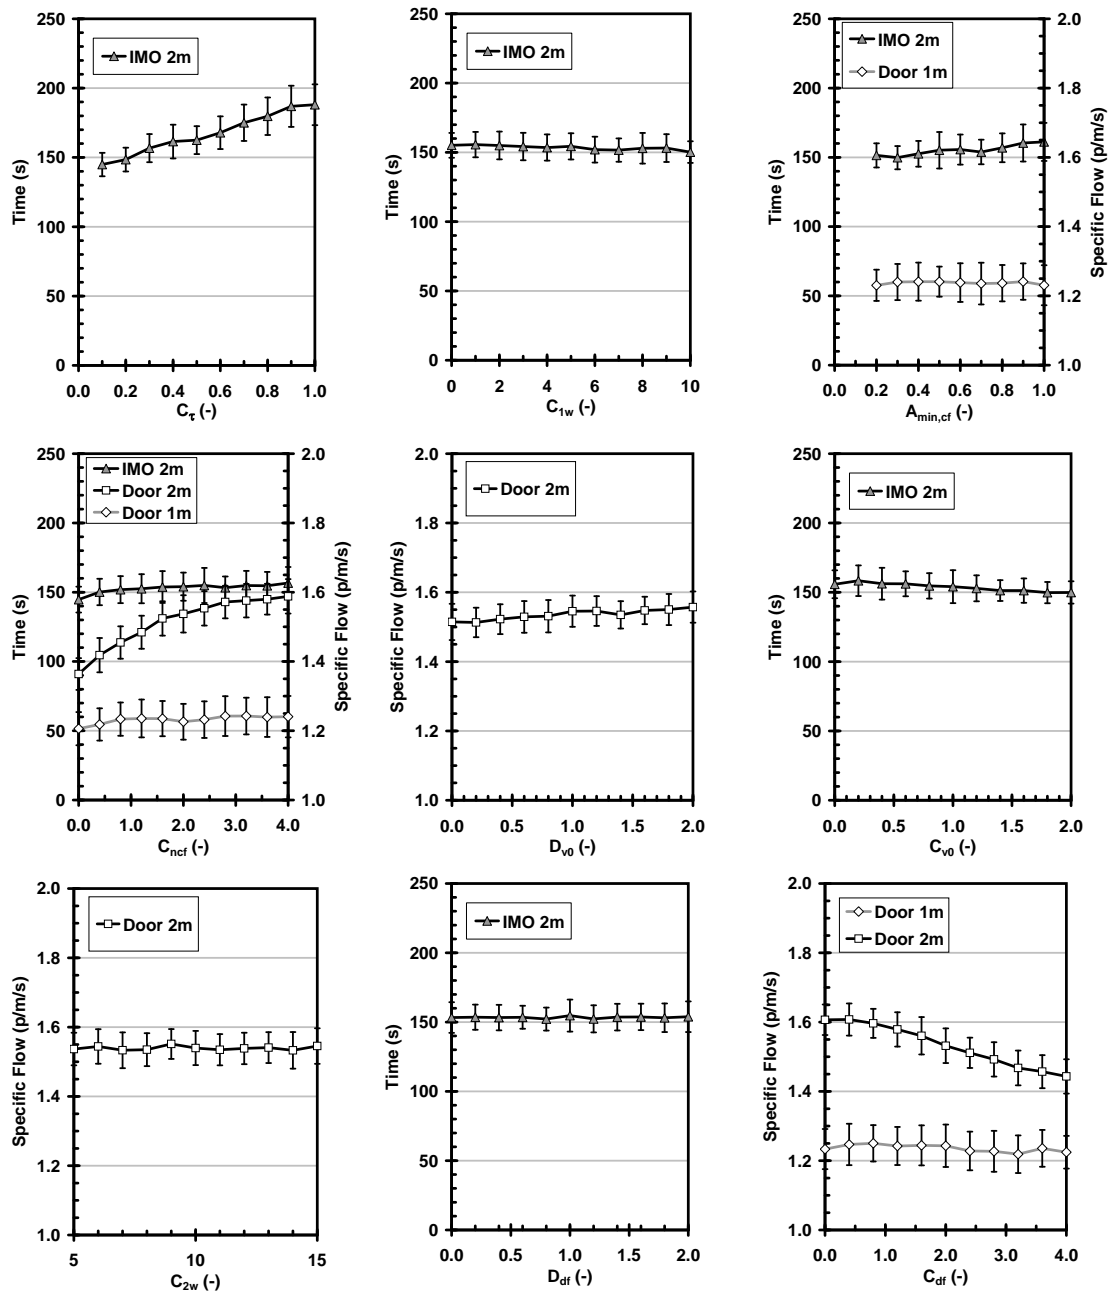 250
200
150
100
50
0
Time (s)
IMO 2m
0.0 0.2 0.4 0.6 0.8 1.0
Cτ (-)
250
200
150
100
50
0
Time (s)
IMO 2m
0 2 4 6 8 10
C1w (-)
250
200
150
100
50
0
Time (s)
IMO 2m
Door 1m
2.0
1.8
1.6
1.4
1.2
1.0
Specific Flow (p/m/s)
0.0 0.2 0.4 0.6 0.8 1.0
Amin,cf (-)
250
200
150
100
50
0
Time (s)
IMO 2m
Door 2m
Door 1m
2.0
1.8
1.6
1.4
1.2
1.0
Specific Flow (p/m/s)
0.0 1.0 2.0 3.0 4.0
Cncf (-)
2.0
1.8
1.6
1.4
1.2
1.0
Specific Flow (p/m/s)
Door 2m
0.0 0.5 1.0 1.5 2.0
Dv0 (-)
250
200
150
100
50
0
Time (s)
IMO 2m
0.0 0.5 1.0 1.5 2.0
Cv0 (-)
2.0
1.8
1.6
1.4
1.2
1.0
Specific Flow (p/m/s)
Door 2m
5 10 15
C2w (-)
250
200
150
100
50
0
Time (s)
IMO 2m
0.0 0.5 1.0 1.5 2.0
Ddf (-)
2.0
1.8
1.6
1.4
1.2
1.0
Specific Flow (p/m/s)
Door 1m
Door 2m
0.0 1.0 2.0 3.0 4.0
Cdf (-)